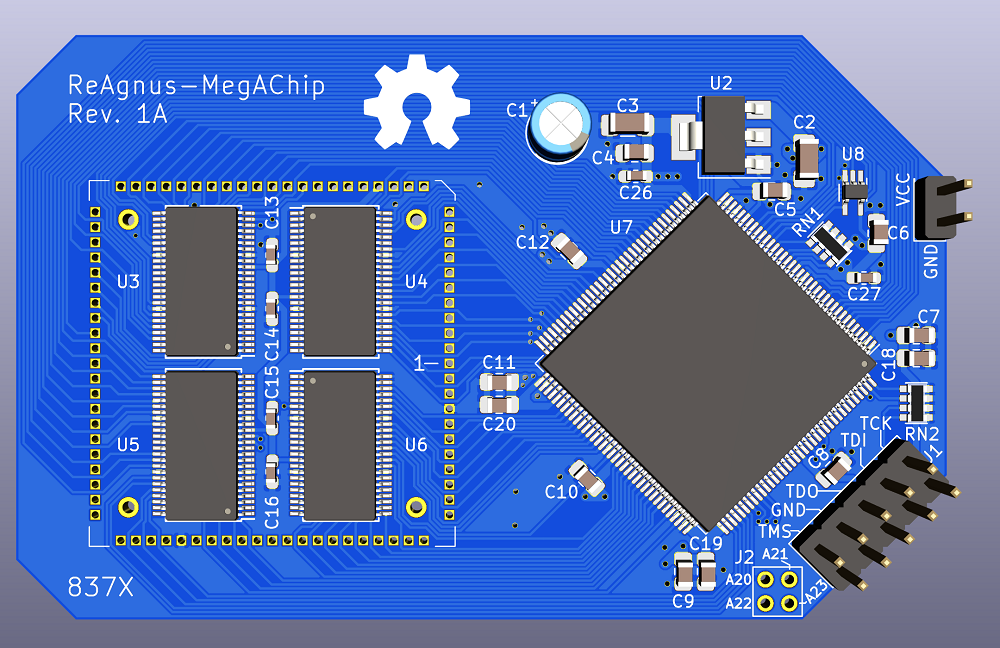 ReAgnus-MegAChip
Rev. 1A
U2
C1+
C3
C2
C4
U8
C26
VCC
C5
C13
RN1
U7
C6
C12
GND
U3
U4
C27
C14
C7
1-
C11
C18
C15
C20
RN2
TCK
U5
U6
TDI
J1
C8
C10
TDO
C16
GND
TMS
C19
J2
A21
A20
837X
A23
C9
A22